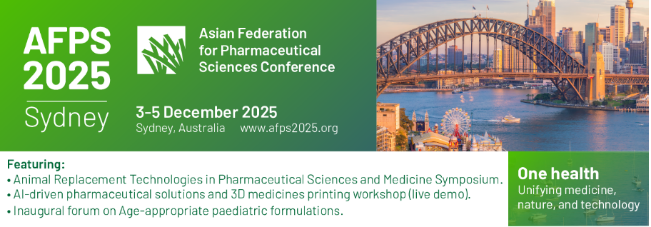 AFPS
2025
Sydney
Asian Federation
for Pharmaceutical
Sciences Conference
3-5 December 2025
Sydney, Australia www.afps2025.org
Featuring:
• Animal Replacement Technologies in Pharmaceutical Sciences and Medicine Symposium.
• AI-driven pharmaceutical solutions and 3D medicines printing workshop (live demo).
• Inaugural forum on Age-appropriate paediatric formulations.
One health
Unifying medicine,
nature, and technology